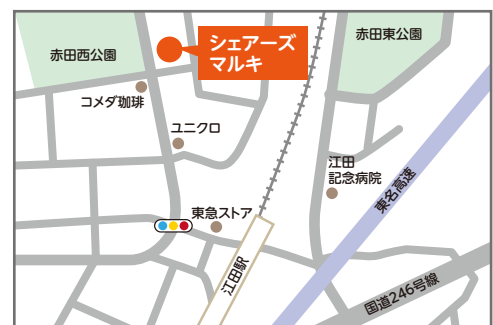 シェアーズ
マルキ
赤田東公園
赤田西公園
コメダ珈琲
ユニクロ
江田
記念病院
東名高速
東急ストア
江田駅
国道246号線